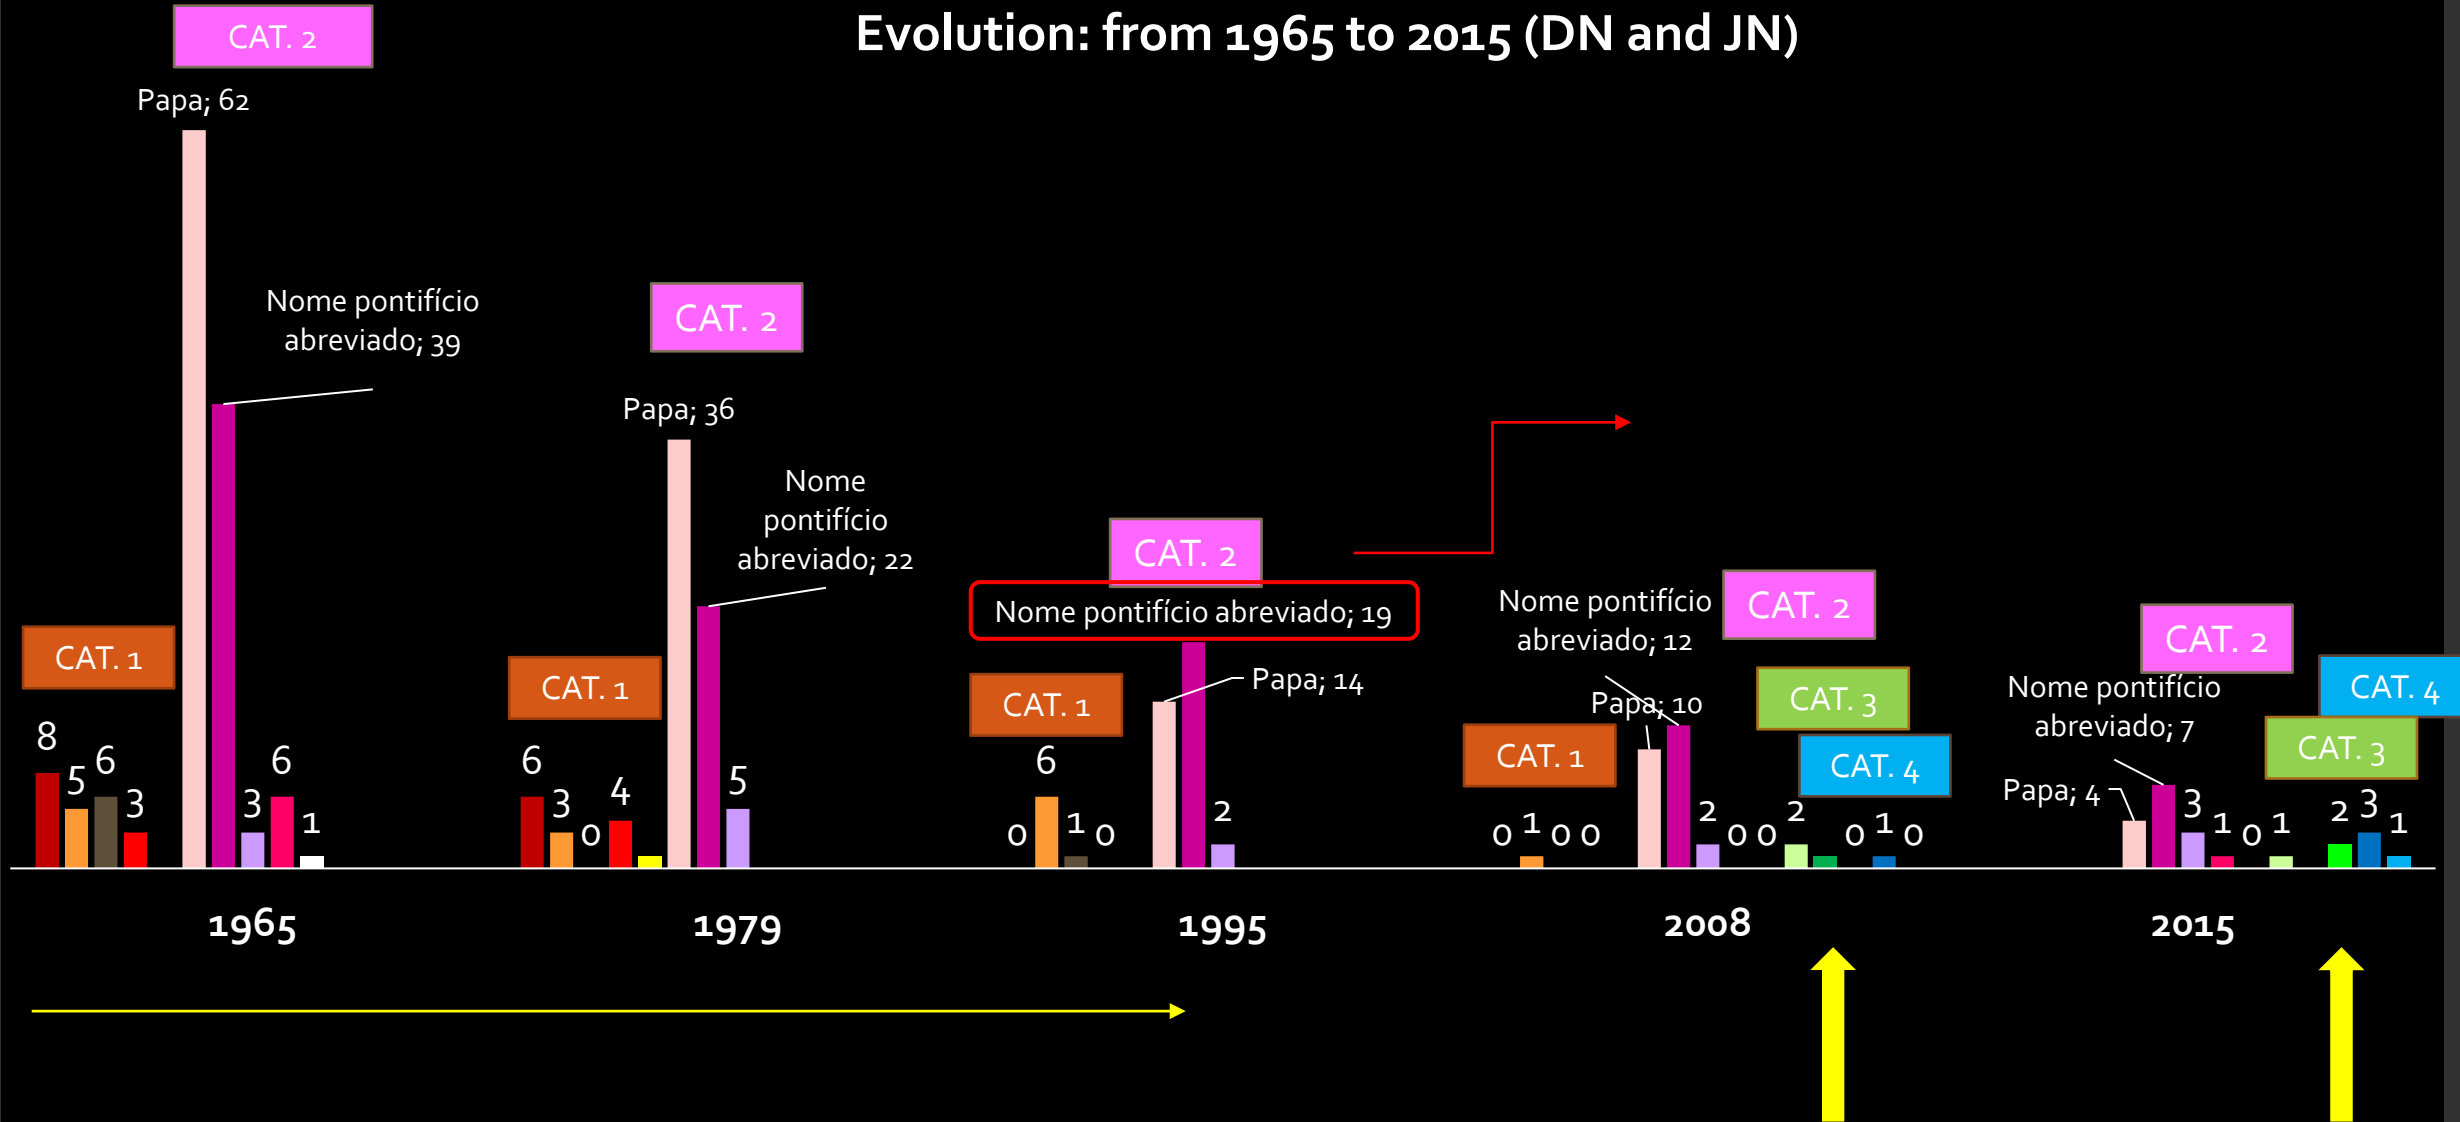 Evolution: from 1965 to 2015 (DN and JN)
CAT. 2
Papa; 62
Nome pontifício
abreviado; 39
CAT. 1
8
5
6
3
3
6
1
1965
CAT. 2
Papa; 36
Nome
pontifício
abreviado; 22
CAT. 1
6
3
0
4
5
1979
CAT. 2
Nome pontifício abreviado; 19
CAT. 1
Papa; 14
0
6
1
0
2
1995
Nome pontifício
abreviado; 12
CAT. 2
Papa; 10
CAT. 3
CAT. 1
CAT. 4
0
1
0
0
2
0
0
2
0
1
0
2008
CAT. 2
Nome pontifício
abreviado; 7
CAT. 4
CAT. 3
Papa; 4
3
1
0
1
2
3
1
2015